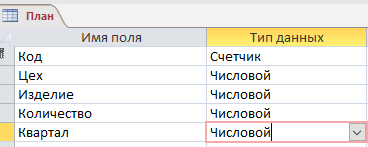 План
Имя поля Тип данных
Код Счетчик
Цех Числовой
Изделие Числовой
Количество Числовой
Квартал Числовой